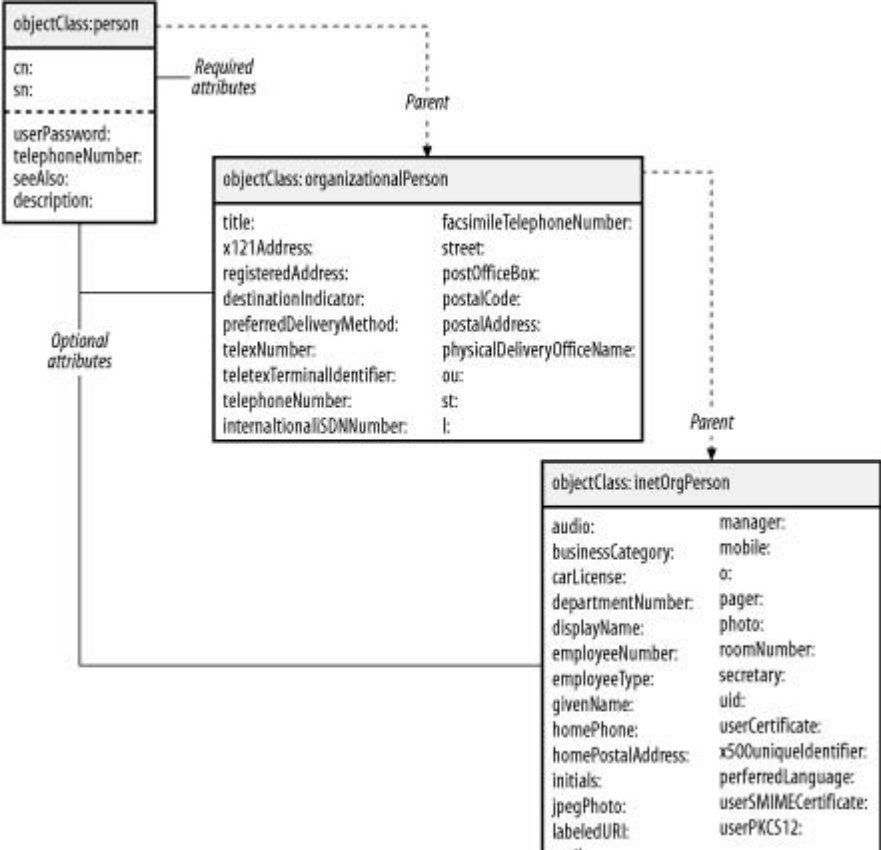 objectClass:person
cn:
sn:
userPassword:
telephoneNumber:
seeAlso:
description:
Required
attributes
Parent
objectClass: organizationalPerson
title: facsimileTelephoneNumber:
x121Address: street:
registeredAddress: postOfficeBox:
destinationIndicator: postalCode:
preferredDeliveryMethod: postalAddress:
telexNumber: physicalDeliveryOfficeName:
teletexTerminalIdentifier: ou:
telephoneNumber: st:
internaltionaliSDNNumber: l:
Optional
attributes
Parent
objectClass: inetOrgPerson
audio: manager:
businessCategory: mobile:
carLicense: o:
departmentNumber: pager:
displayName: photo:
employeeNumber: roomNumber:
employeeType: secretary:
givenName: uid:
homePhone: userCertificate:
homePostalAddress: x500uniqueIdentifier:
initials: perferredLanguage:
jpegPhoto: userSMIMECertificate:
labeledURI: userPKCS12: